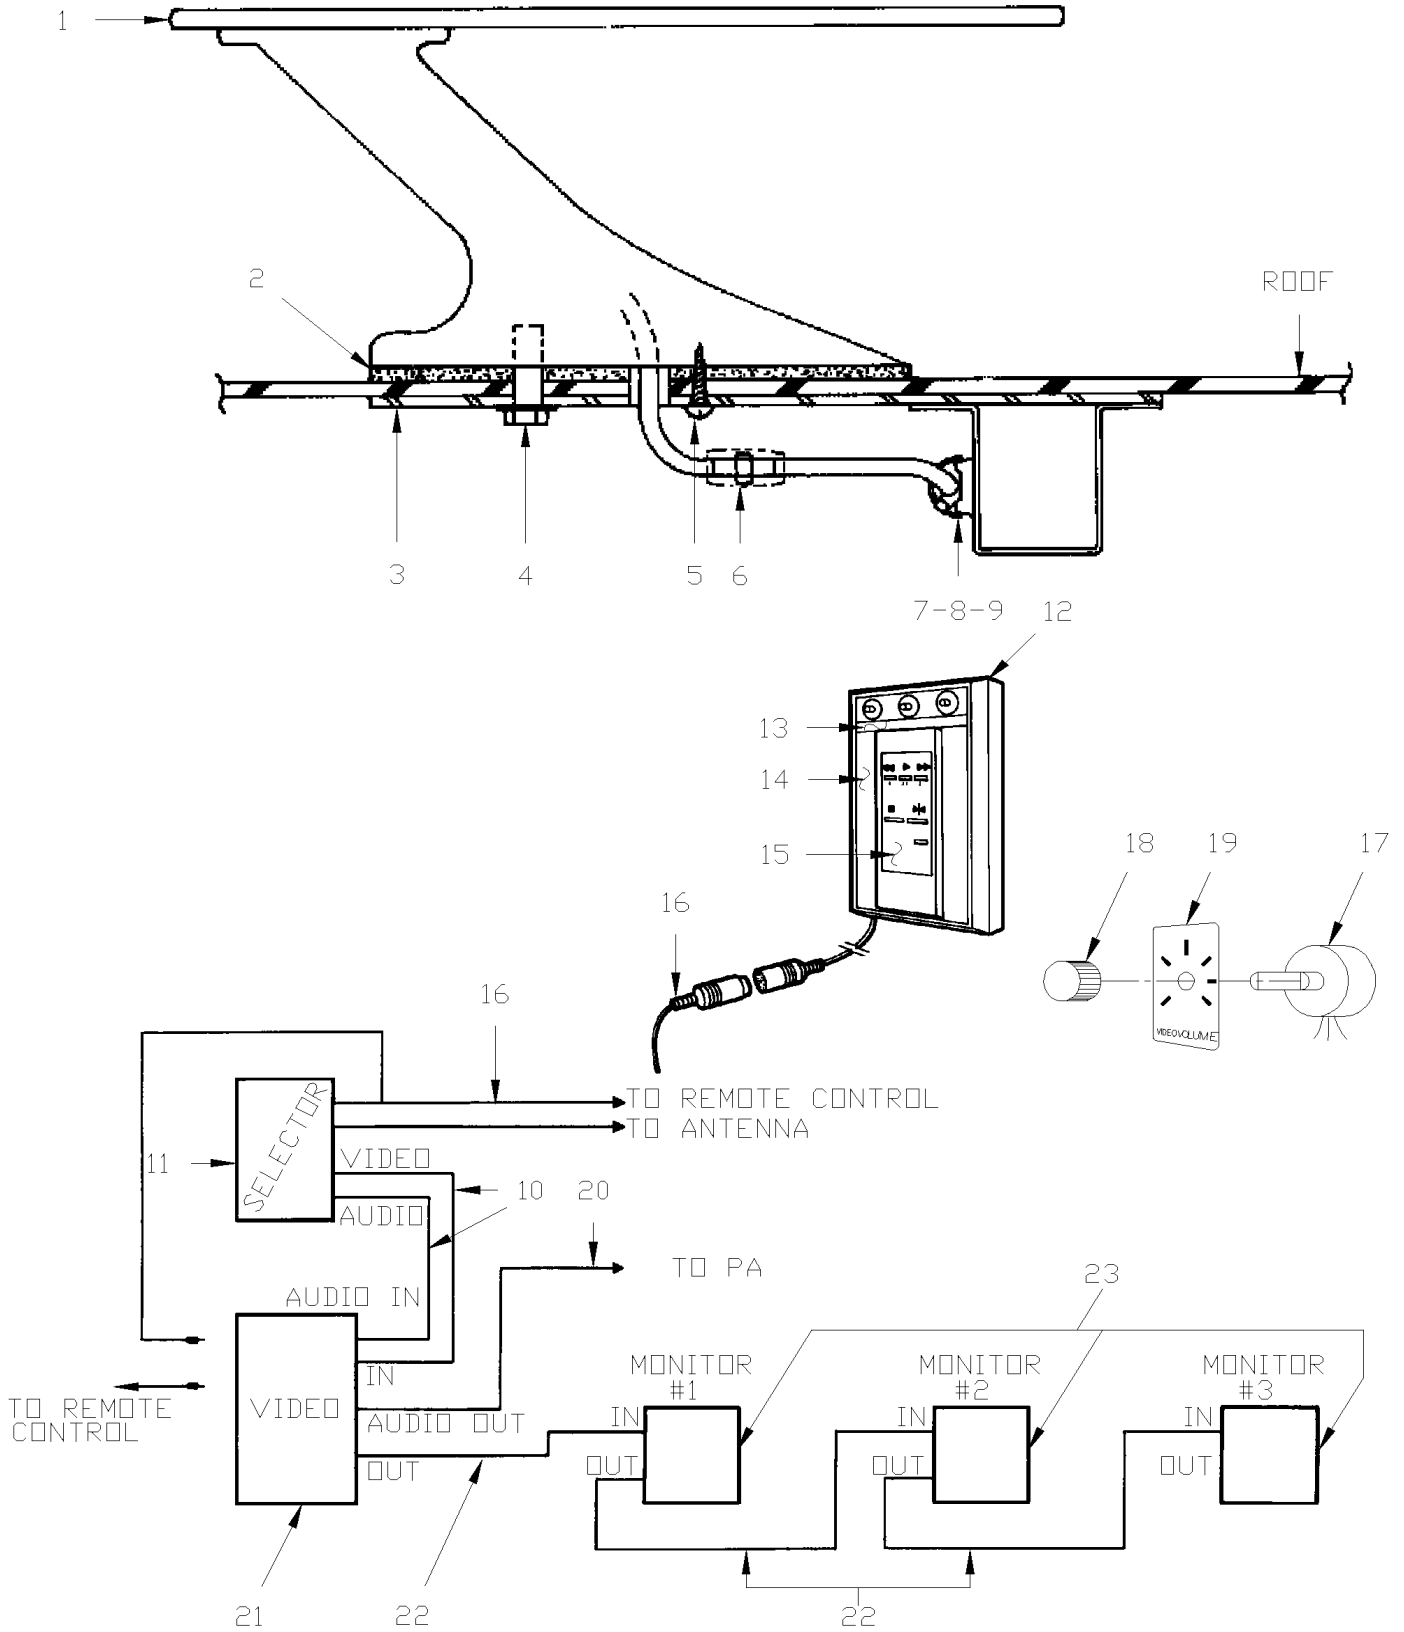 1
2
ROOF
3
4
5
6
7-8-9
12
13
14
15
16
18
19
17
VIDEO VOLUME
16
TO REMOTE CONTROL
TO ANTENNA
SELECTOR
11
VIDEO
10
20
AUDIO
TO PA
AUDIO IN
23
IN
MONITOR
#1
MONITOR
#2
MONITOR
#3
TO REMOTE
CONTROL
VIDEO
AUDIO OUT
IN
IN
IN
OUT
OUT
OUT
OUT
21
22
22